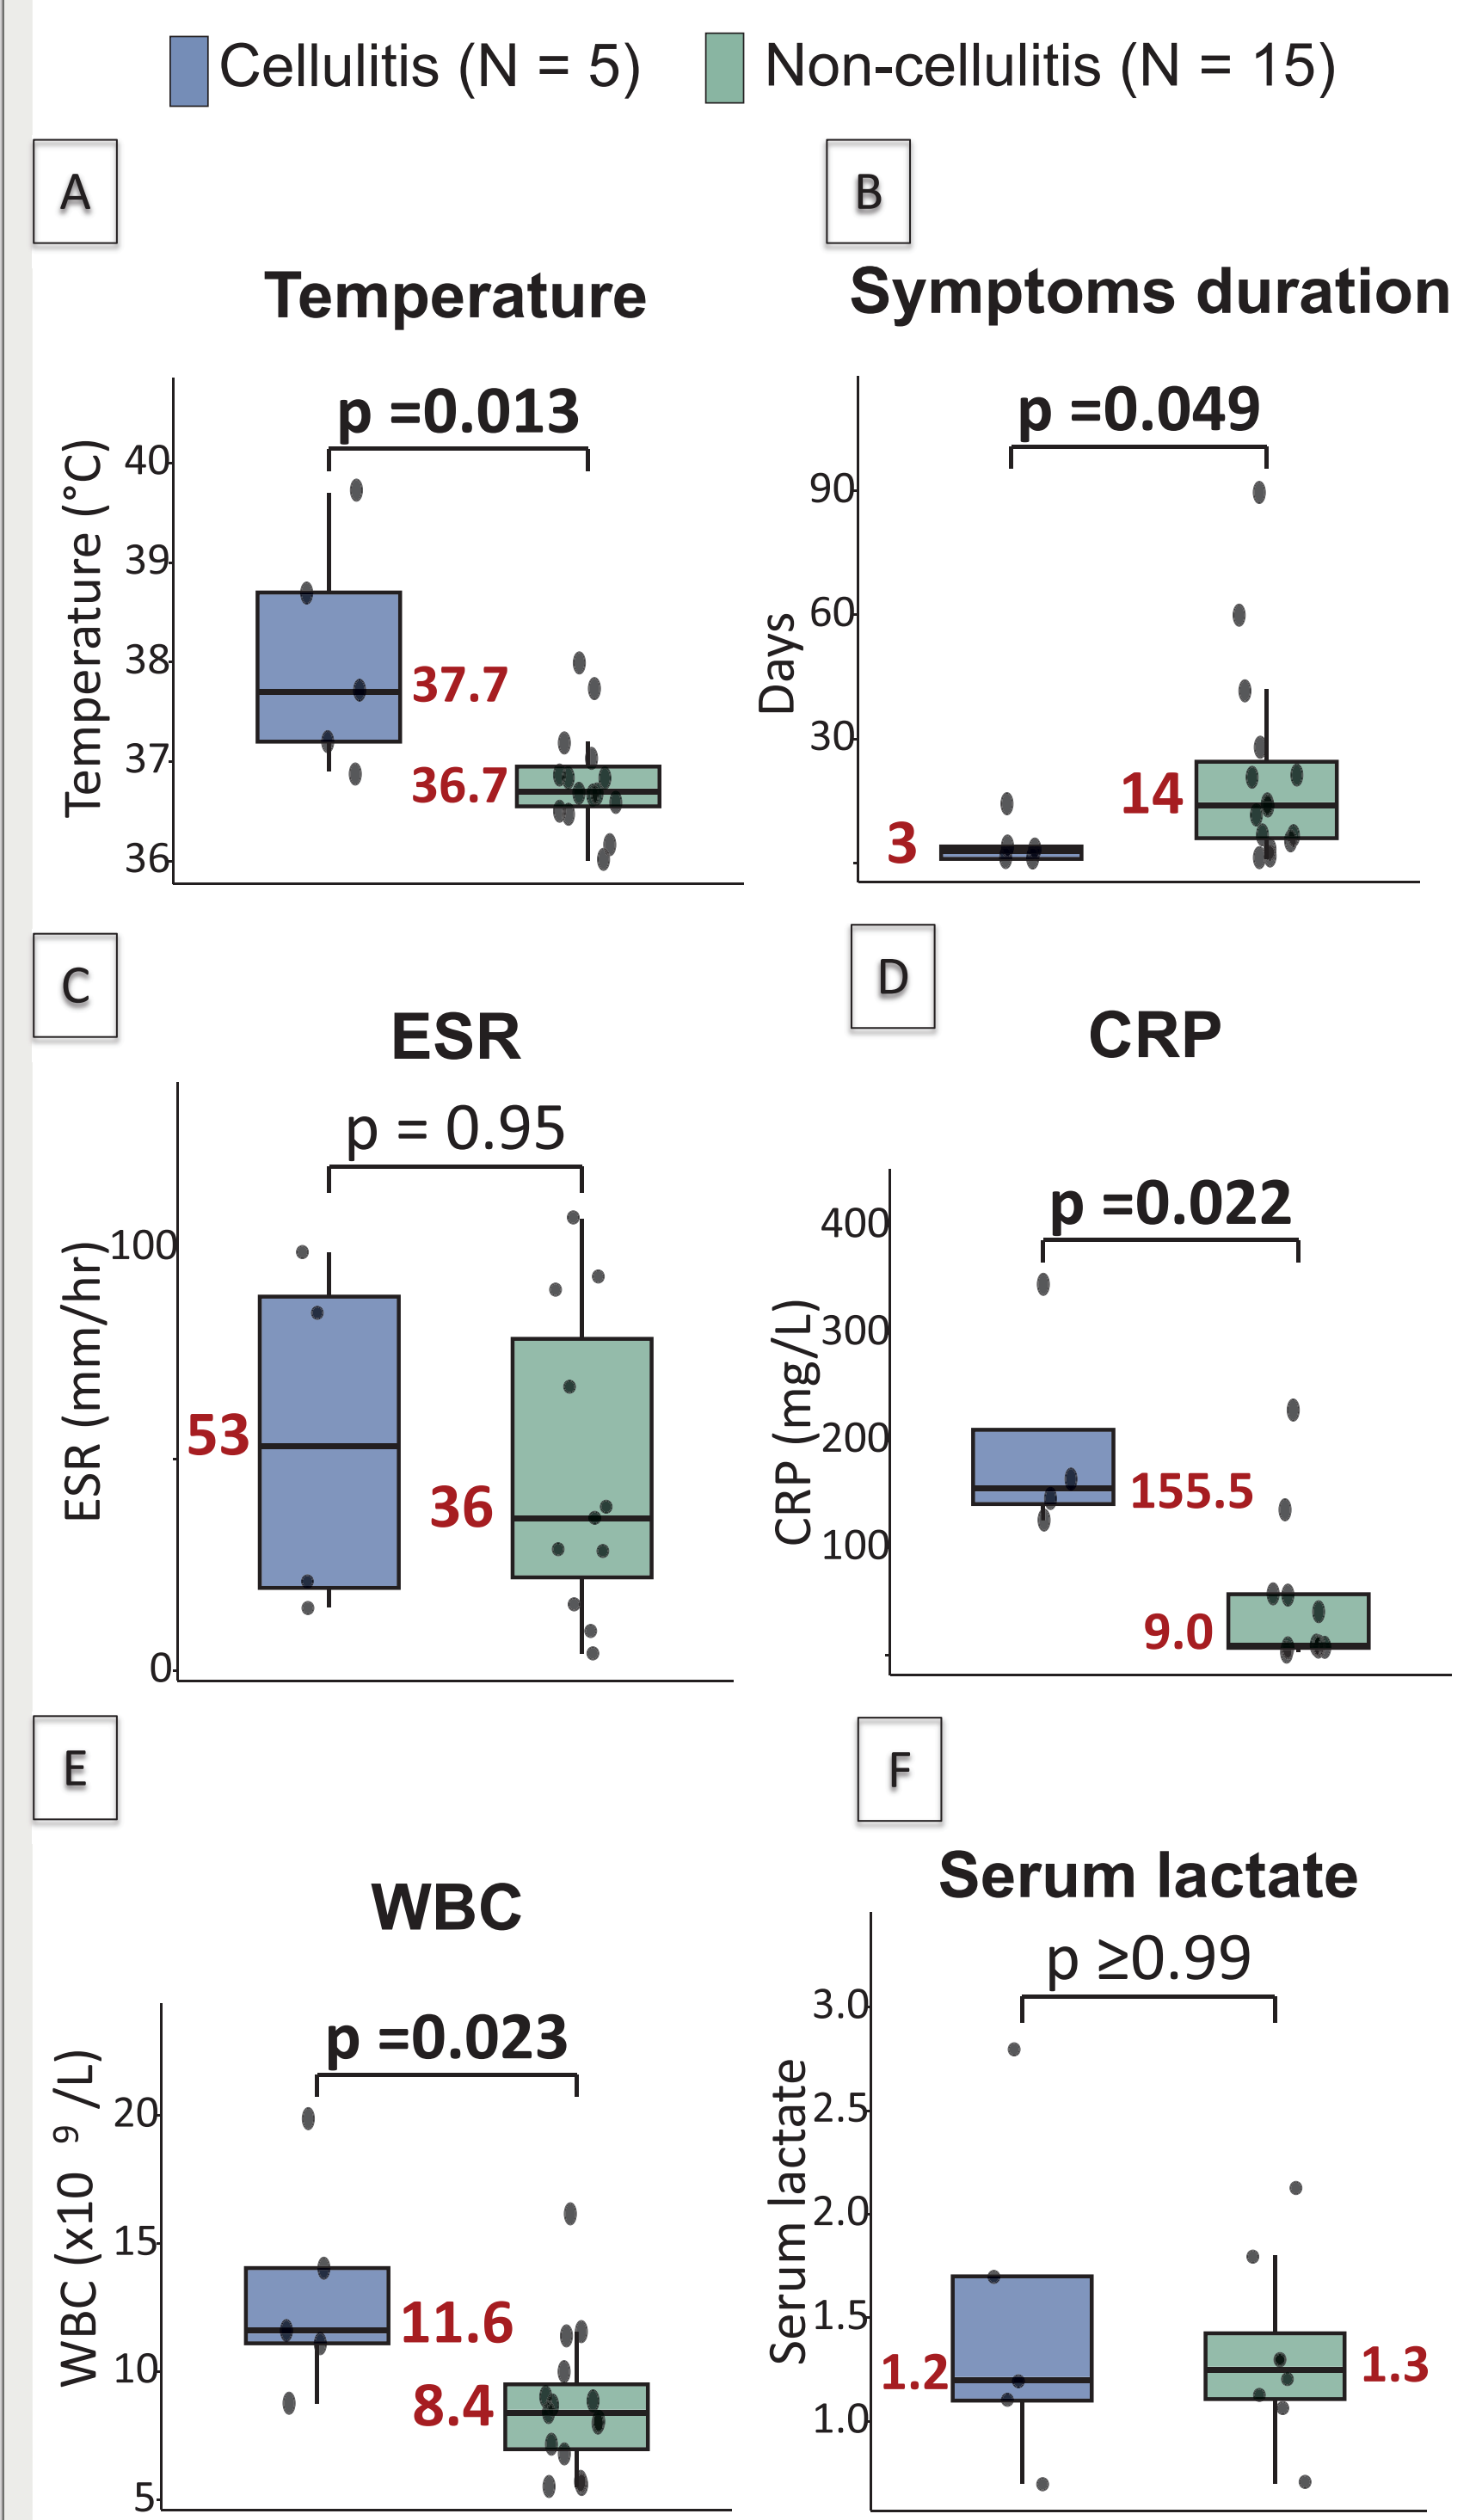 Cellulitis (N = 5) Non-cellulitis (N = 15)
A
Temperature
p =0.013
Temperature (°C)
40
39
38
37
36
37.7
36.7
B
Symptoms duration
p =0.049
Days
90
60
30
3
14
C
ESR
p = 0.95
ESR (mm/hr)
100
0
53
36
D
CRP
p =0.022
CRP (mg/L)
400
300
200
100
155.5
9.0
E
WBC
p =0.023
WBC (x10 9 /L)
20
15
10
5
11.6
8.4
F
Serum lactate
p ≥0.99
Serum lactate
3.0
2.5
2.0
1.5
1.0
1.2
1.3